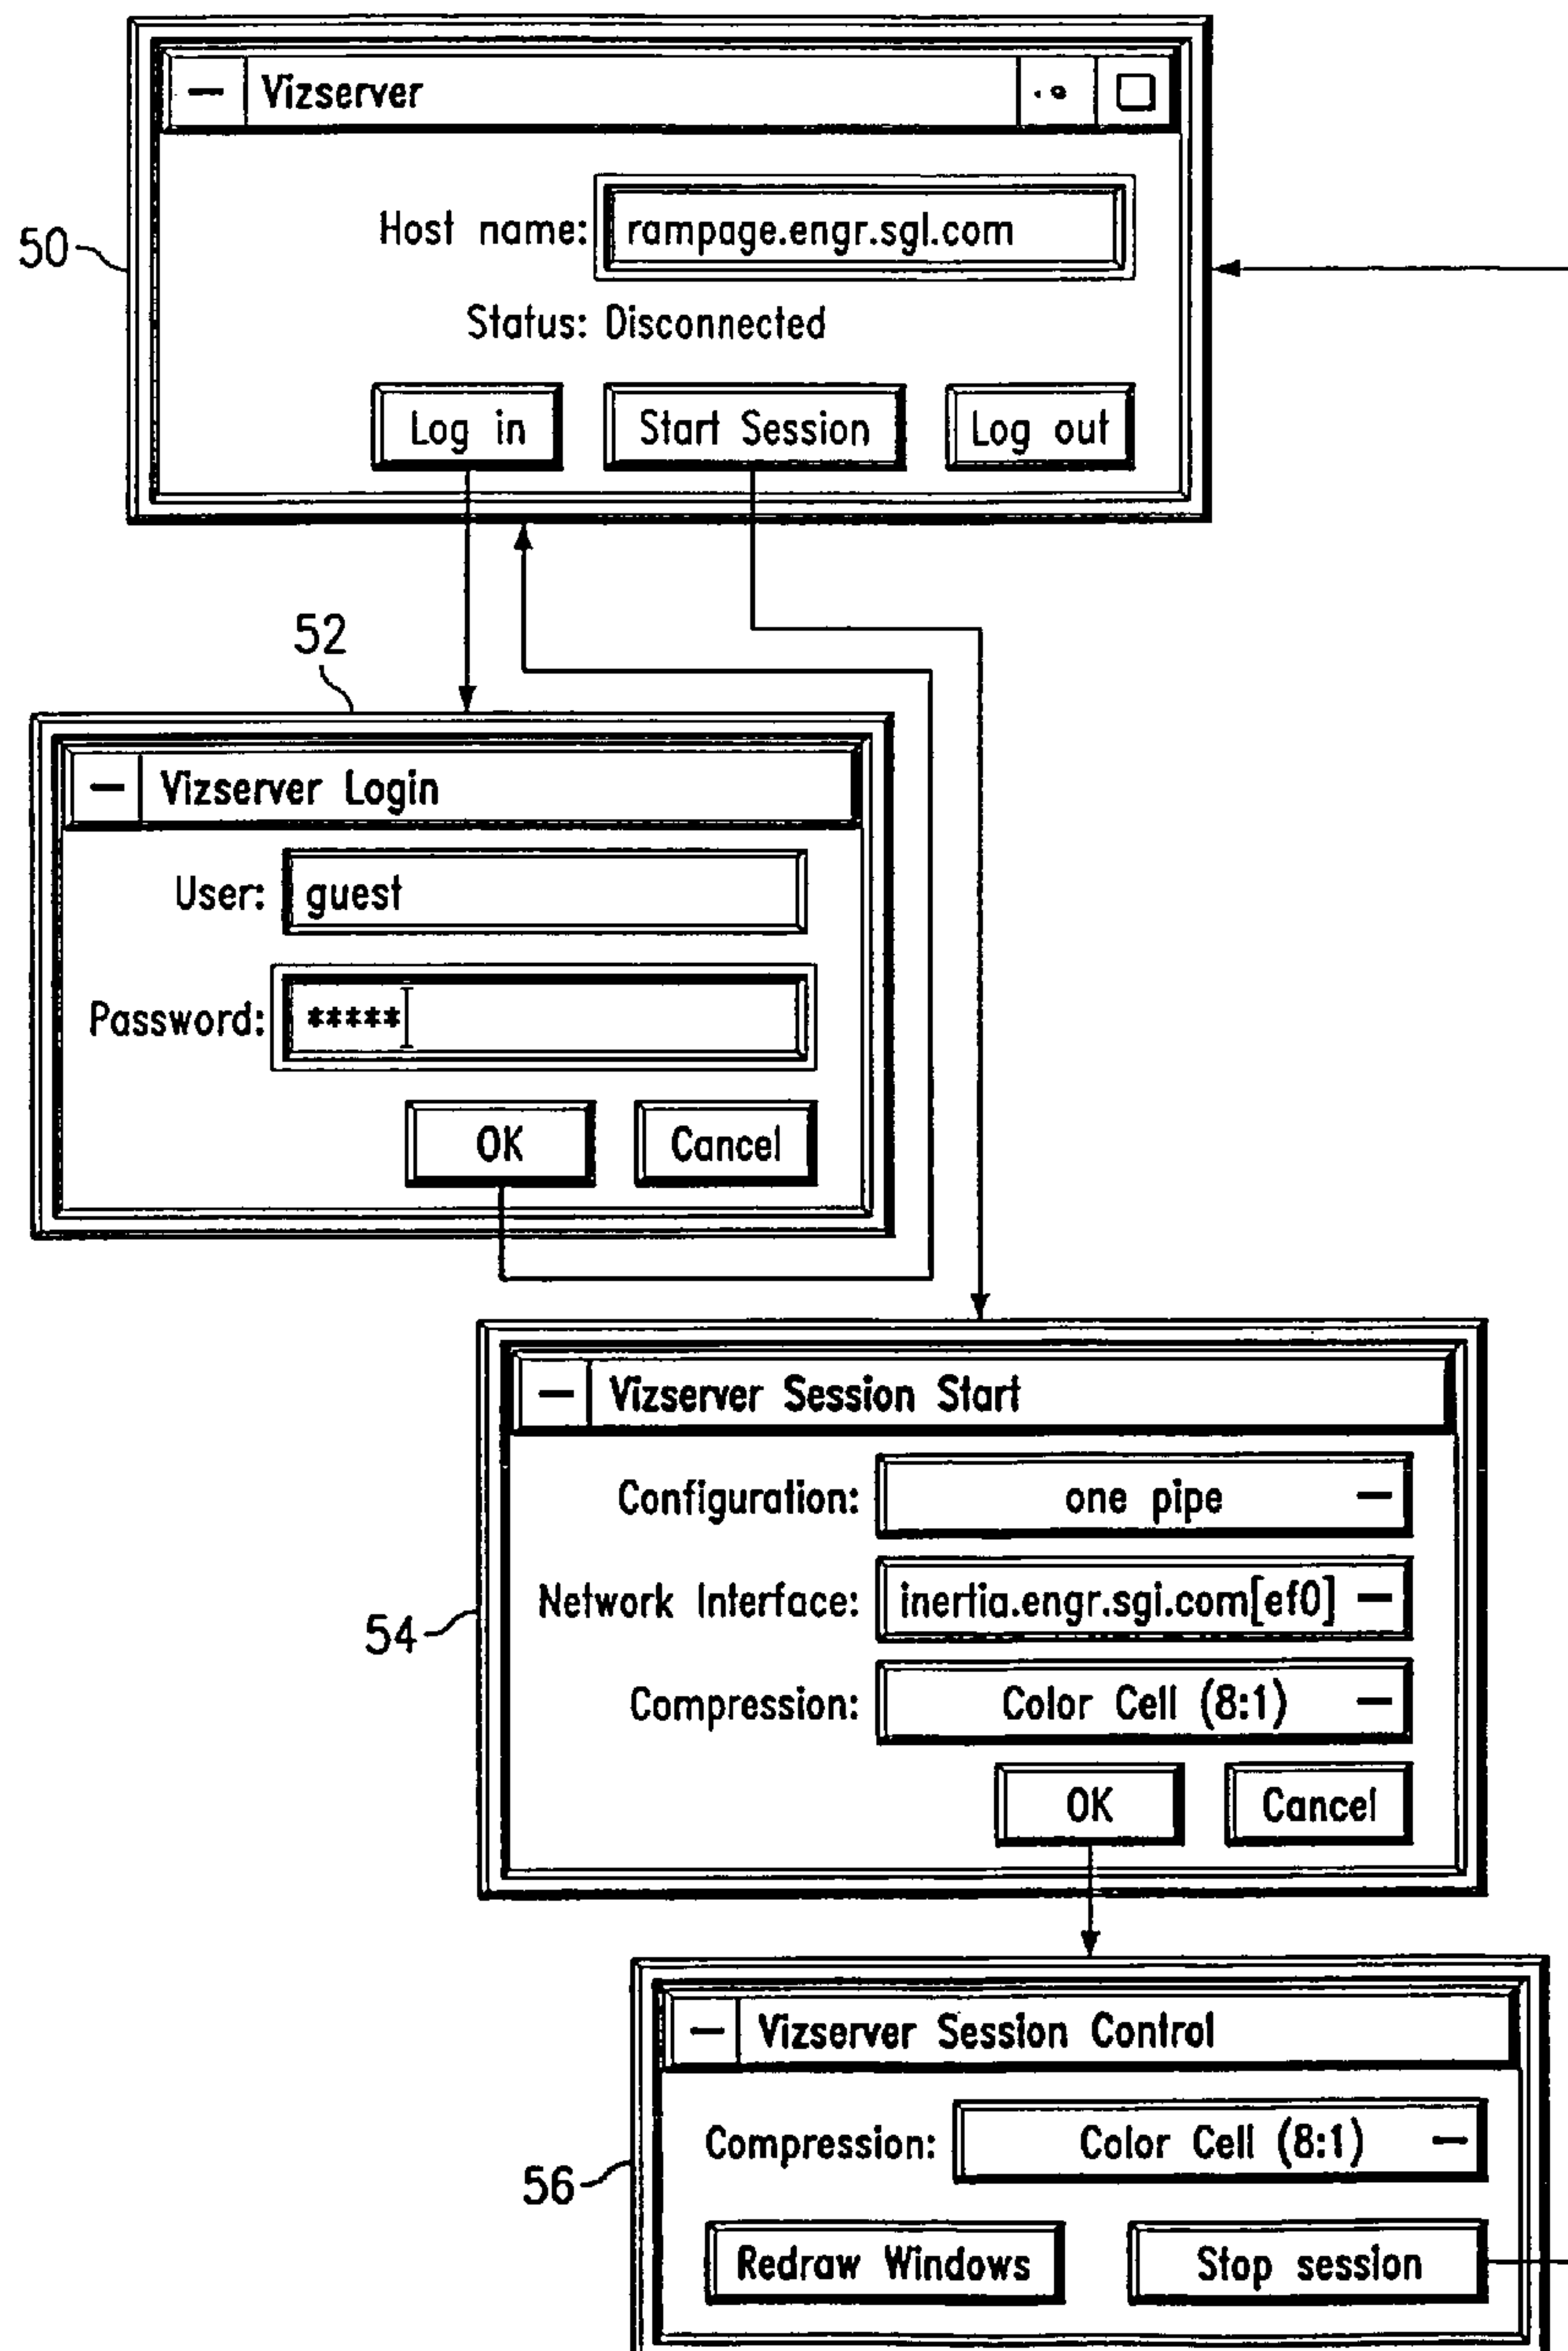 Vizserver
Host name: rampage.engr.sgl.com
50
Status: Disconnected
Log in Start Session Log out
52
Vizserver Login
User: guest
Password: *****
OK Cancel
Vizserver Session Start
Configuration: one pipe
Network Interface: inertia.engr.sgi.com[ef0]
54
Compression: Color Cell (8:1)
OK Cancel
Vizserver Session Control
Compression: Color Cell (8:1)
56
Redraw Windows Stop session